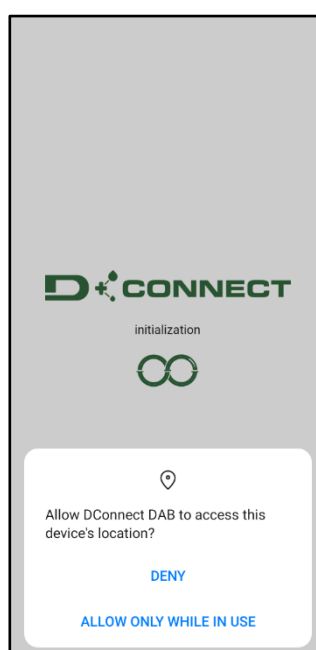 D+CONNECT
initialization
Allow DConnect DAB to access this
device's location?
DENY
ALLOW ONLY WHILE IN USE